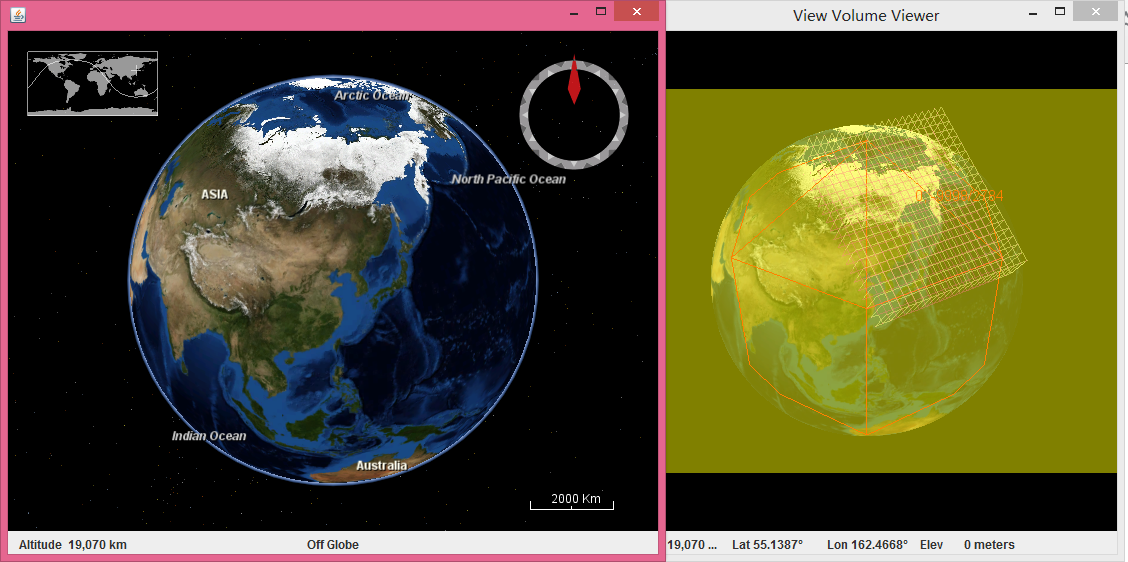 View Volume Viewer
Arctic Ocean
North Pacific Ocean
ASIA
Indian Ocean
Australia
2000 Km
Altitude 19,070 km
Off Globe
19,070 ...
Lat 55.1387°
Lon 162.4668°
Elev
0 meters